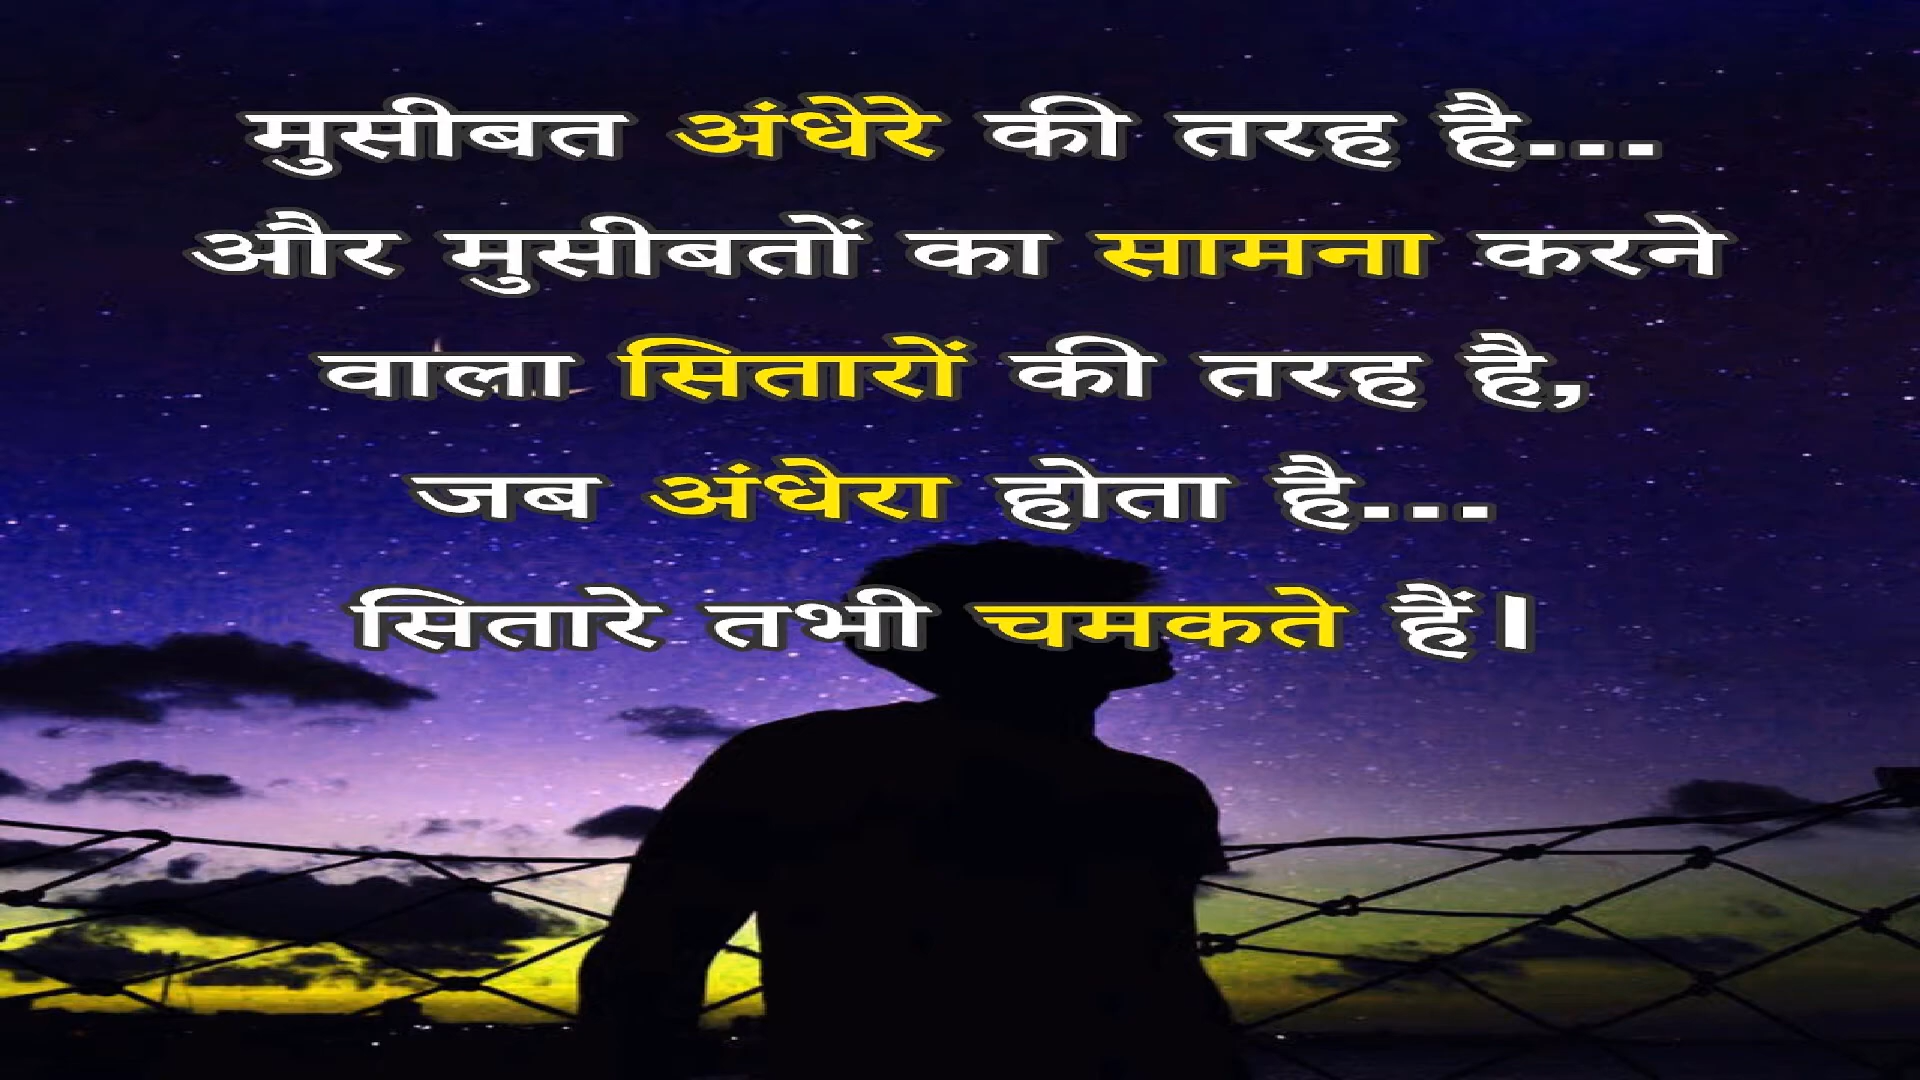 मुसीबत अंधेरे की तरह है...
और मुसीबतों का सामना करने
वाला सितारों की तरह है,
जब अंधेरा होता है...
सितारे तभी चमकते हैं।